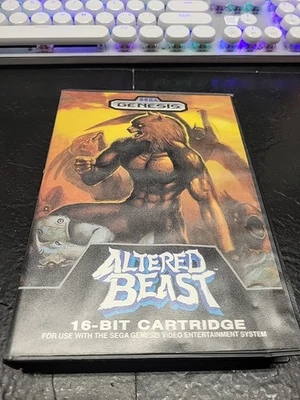 SEGA
GENESIS
ALTERED
BEAST
16-BIT CARTRIDGE
FOR USE WITH THE SEGA GENESIS VIDEO ENTERTAINMENT SYSTEM